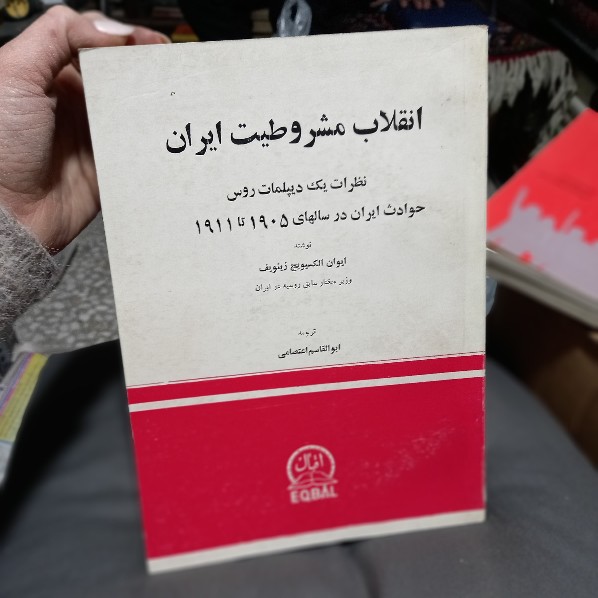 انقلاب مشروطیت ایران
نظرات یک دیپلمات روس
حوادث ایران در سالهای ۱۹۰۵ تا ۱۹۱۱
نوشته
ایوان الکسیویچ زینویف
وزیر مختار سابق روسیه در ایران
ترجمه
ابوالقاسم اعتصامی
اقبال
EQBAL